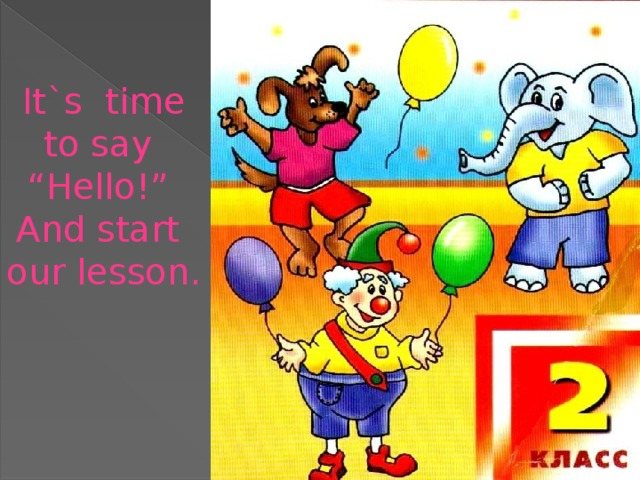 It`s  time
to say
“Hello!”
And start
our lesson.
2
КЛАСС